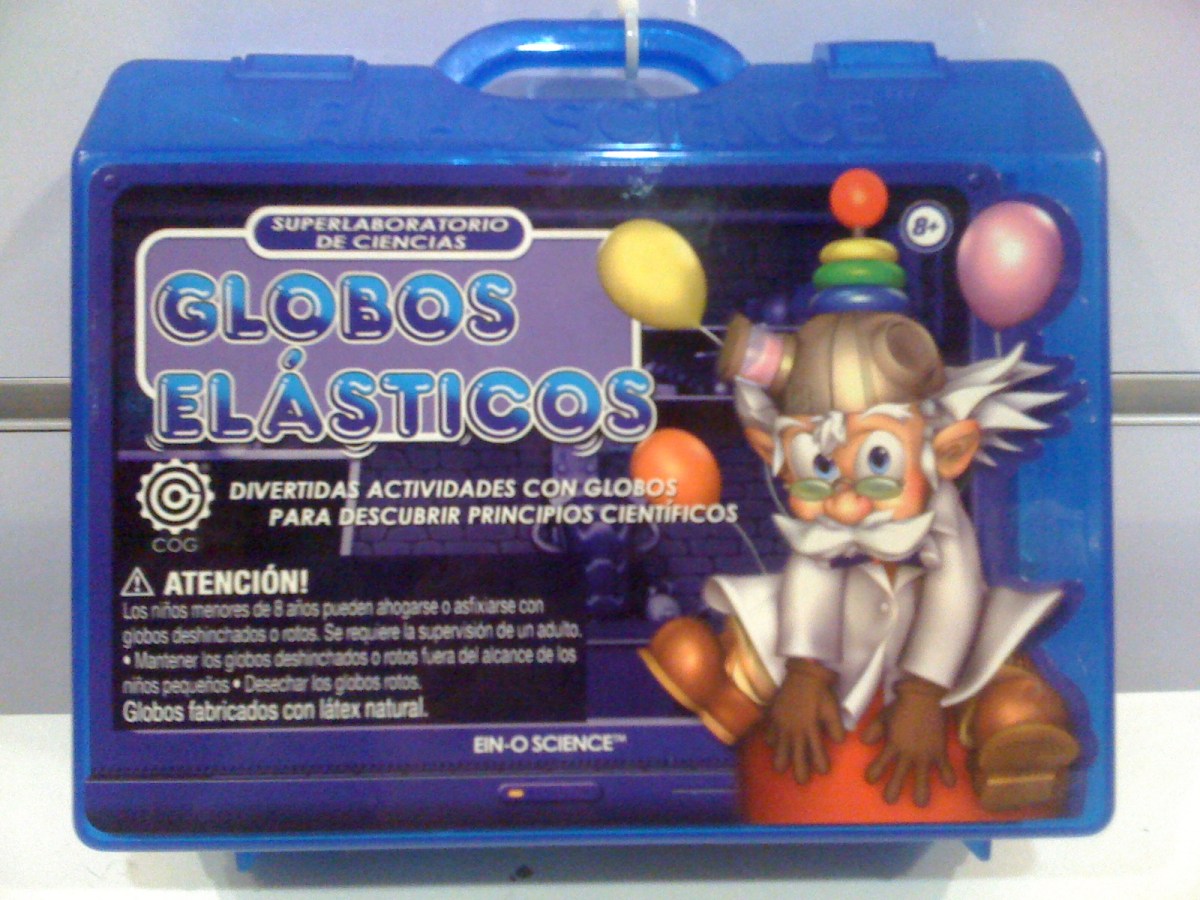 EIN-O SCIENCE™
SUPERLABORATORIO
DE CIENCIAS
8+
GLOBOS
ELÁSTICOS
COG
DIVERTIDAS ACTIVIDADES CON GLOBOS
PARA DESCUBRIR PRINCIPIOS CIENTÍFICOS
ATENCIÓN!
Los niños menores de 8 años pueden ahogarse o asfixiarse con
globos deshinchados o rotos. Se requiere la supervisión de un adulto.
• Mantener los globos deshinchados o rotos fuera del alcance de los
niños pequeños • Desechar los globos rotos.
Globos fabricados con látex natural.
EIN-O SCIENCE™